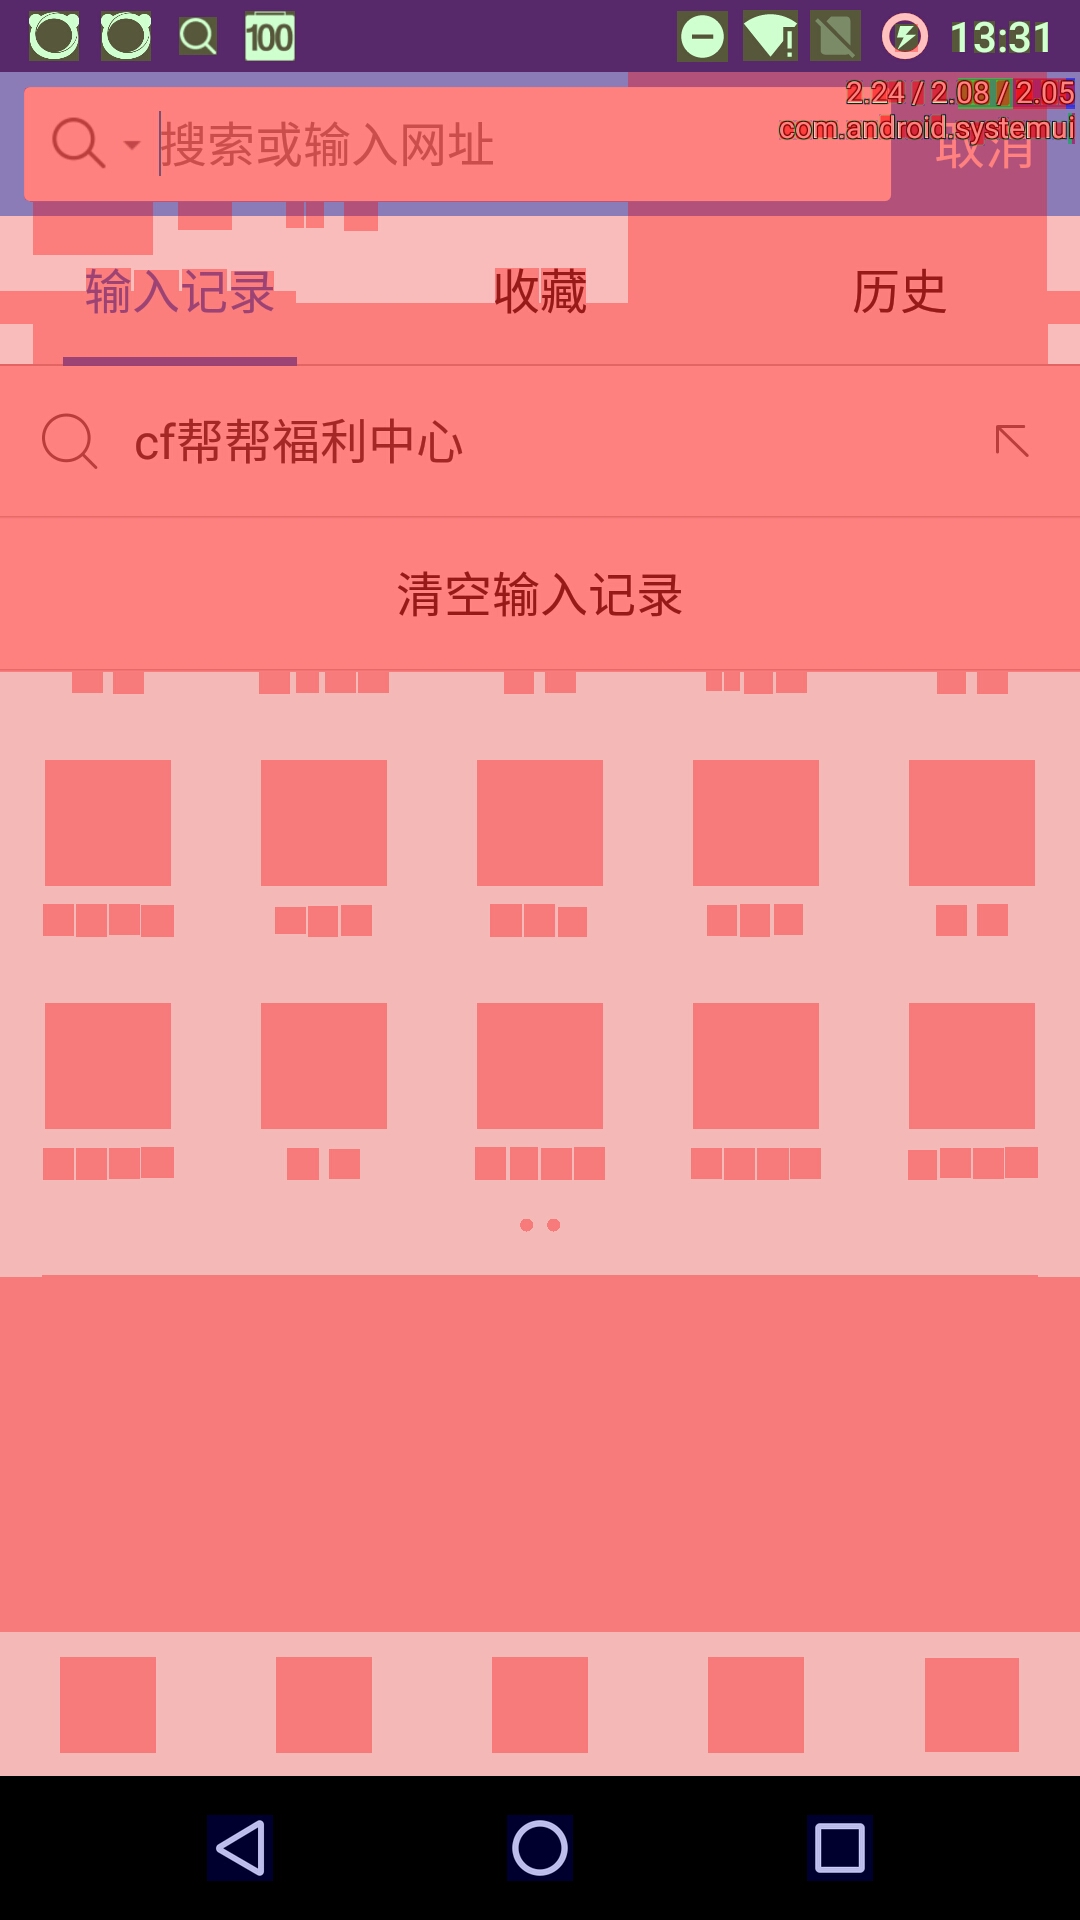 100 13:31
2.24 / 2.08 / 2.05
com.android.systemui
搜索或输入网址 取消
输入记录 收藏 历史
cf帮帮福利中心
清空输入记录